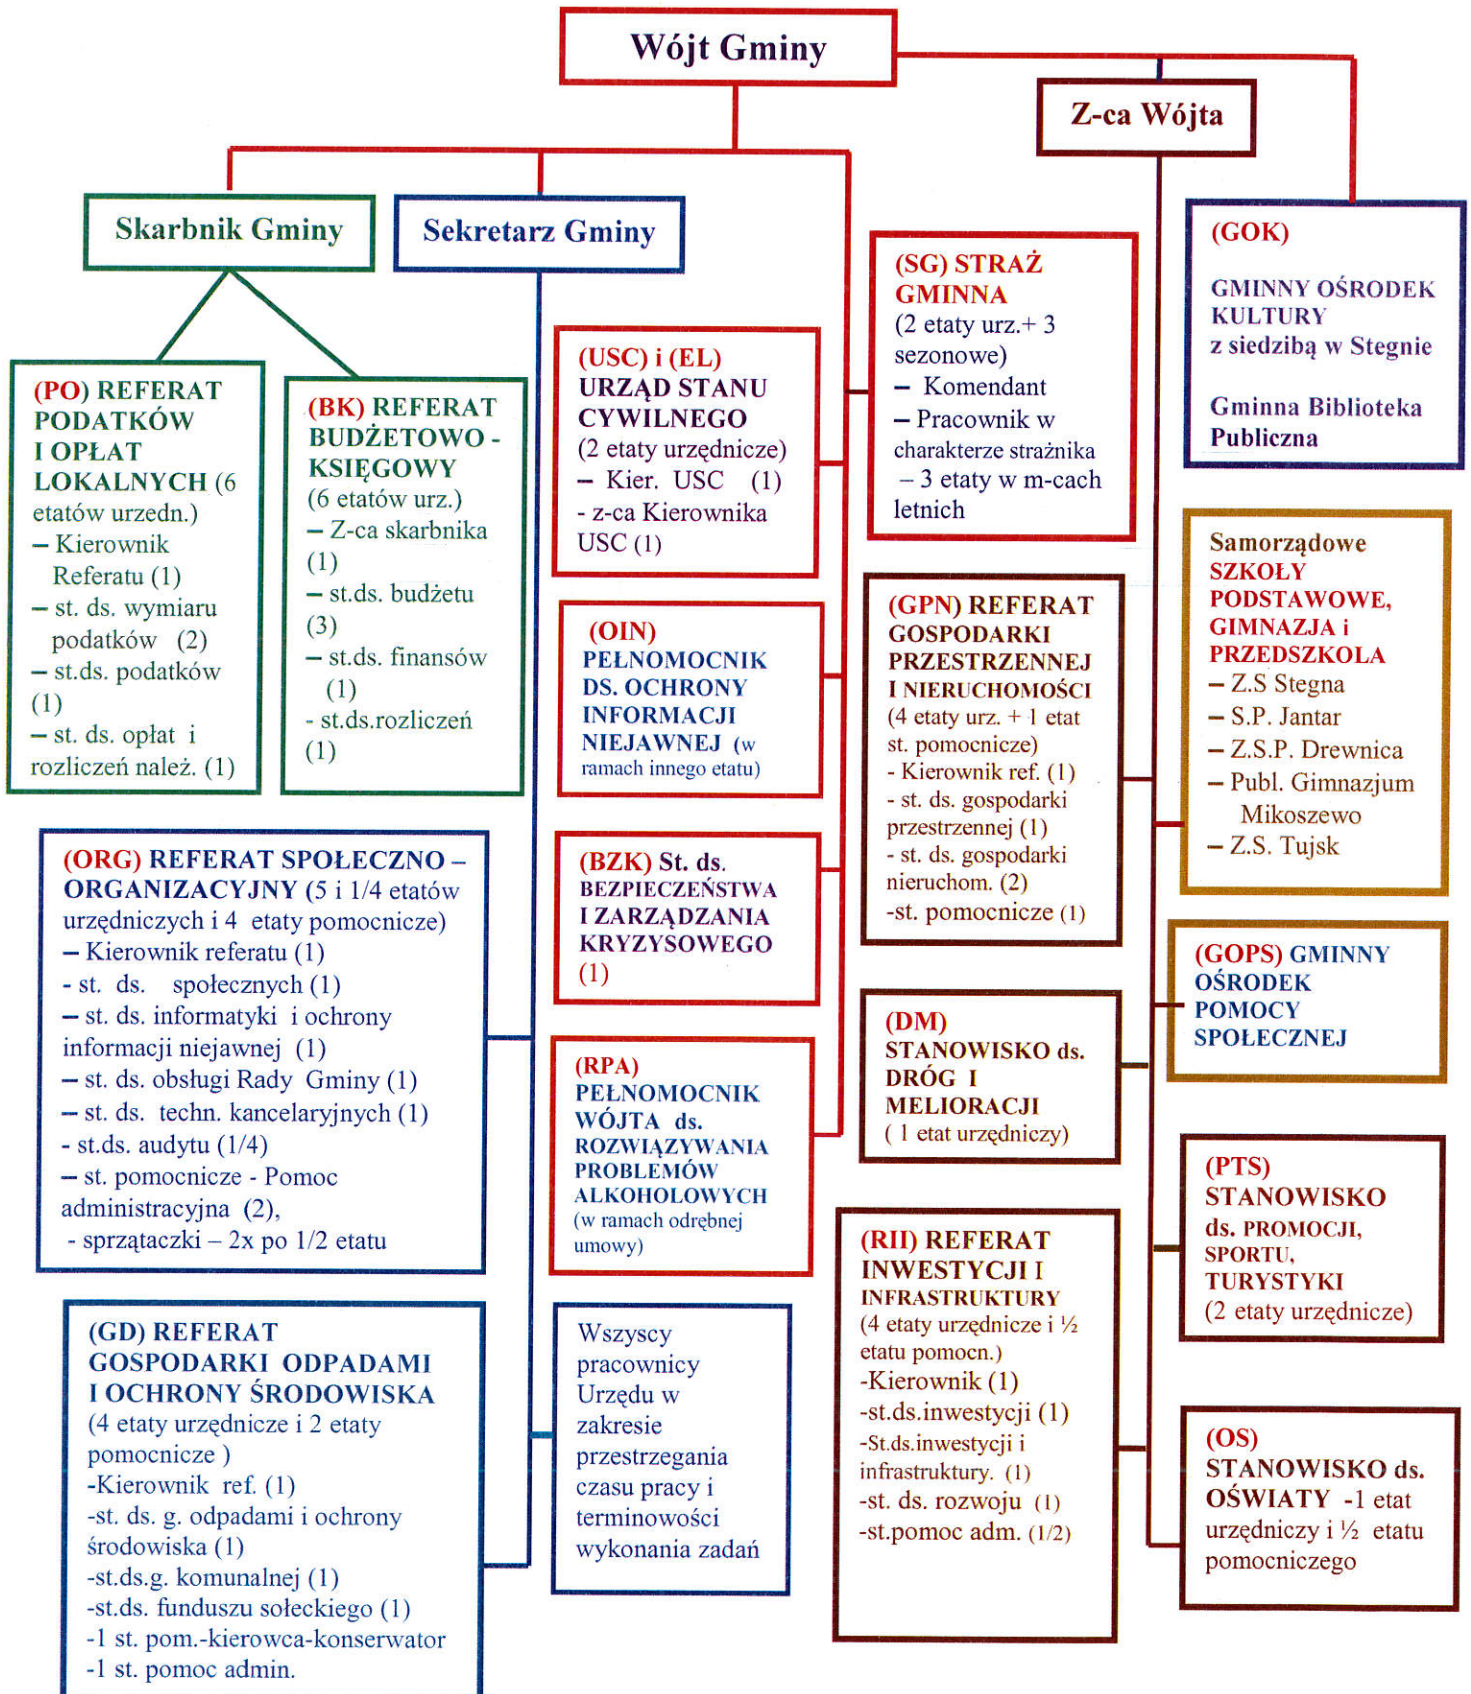 Wójt Gminy
Z-ca Wójta
Skarbnik Gminy
Sekretarz Gminy
(GOK)
GMINNY OŚRODEK
KULTURY
z siedzibą w Stegnie
Gminna Biblioteka
Publiczna
(SG) STRAŻ
GMINNA
(2 etaty urz.+ 3
sezonowe)
– Komendant
– Pracownik w
charakterze strażnika
– 3 etaty w m-cach
letnich
(USC) i (EL)
URZĄD STANU
CYWILNEGO
(2 etaty urzędnicze)
– Kier. USC (1)
- z-ca Kierownika
USC (1)
(PO) REFERAT
PODATKÓW
I OPŁAT
LOKALNYCH (6
etatów urzedn.)
– Kierownik
Referatu (1)
– st. ds. wymiaru
podatków (2)
– st.ds. podatków
(1)
– st. ds. opłat i
rozliczeń należ. (1)
(BK) REFERAT
BUDŻETOWO -
KSIĘGOWY
(6 etatów urz.)
– Z-ca skarbnika
(1)
– st.ds. budżetu
(3)
– st.ds. finansów
(1)
- st.ds.rozliczeń
(1)
Samorządowe
SZKOŁY
PODSTAWOWE,
GIMNAZJA i
PRZEDSZKOLA
– Z.S Stegna
– S.P. Jantar
– Z.S.P. Drewnica
– Publ. Gimnazjum
Mikoszewo
– Z.S. Tujsk
(GPN) REFERAT
GOSPODARKI
PRZESTRZENNEJ
I NIERUCHOMOŚCI
(4 etaty urz. + 1 etat
st. pomocnicze)
- Kierownik ref. (1)
- st. ds. gospodarki
przestrzennej (1)
- st. ds. gospodarki
nieruchom. (2)
-st. pomocnicze (1)
(OIN)
PEŁNOMOCNIK
DS. OCHRONY
INFORMACJI
NIEJAWNEJ (w
ramach innego etatu)
(ORG) REFERAT SPOŁECZNO –
ORGANIZACYJNY (5 i 1/4 etatów
urzędniczych i 4 etaty pomocnicze)
– Kierownik referatu (1)
- st. ds. społecznych (1)
– st. ds. informatyki i ochrony
informacji niejawnej (1)
– st. ds. obsługi Rady Gminy (1)
– st. ds. techn. kancelaryjnych (1)
- st.ds. audytu (1/4)
– st. pomocnicze - Pomoc
administracyjna (2),
- sprzątaczki – 2x po 1/2 etatu
(BZK) St. ds.
BEZPIECZEŃSTWA
I ZARZĄDZANIA
KRYZYSOWEGO
(1)
(GOPS) GMINNY
OŚRODEK
POMOCY
SPOŁECZNEJ
(DM)
STANOWISKO ds.
DRÓG I
MELIORACJI
( 1 etat urzędniczy)
(RPA)
PEŁNOMOCNIK
WÓJTA ds.
ROZWIĄZYWANIA
PROBLEMÓW
ALKOHOLOWYCH
(w ramach odrębnej
umowy)
(PTS)
STANOWISKO
ds. PROMOCJI,
SPORTU,
TURYSTYKI
(2 etaty urzędnicze)
(RII) REFERAT
INWESTYCJI I
INFRASTRUKTURY
(4 etaty urzędnicze i ½
etatu pomocn.)
-Kierownik (1)
-st.ds.inwestycji (1)
-St.ds.inwestycji i
infrastruktury. (1)
-st. ds. rozwoju (1)
-st.pomoc adm. (1/2)
(GD) REFERAT
GOSPODARKI ODPADAMI
I OCHRONY ŚRODOWISKA
(4 etaty urzędnicze i 2 etaty
pomocnicze )
-Kierownik ref. (1)
-st. ds. g. odpadami i ochrony
środowiska (1)
-st.ds.g. komunalnej (1)
-st.ds. funduszu sołeckiego (1)
-1 st. pom.-kierowca-konserwator
-1 st. pomoc admin.
Wszyscy
pracownicy
Urzędu w
zakresie
przestrzegania
czasu pracy i
terminowości
wykonania zadań
(OS)
STANOWISKO ds.
OŚWIATY -1 etat
urzędniczy i ½ etatu
pomocniczego